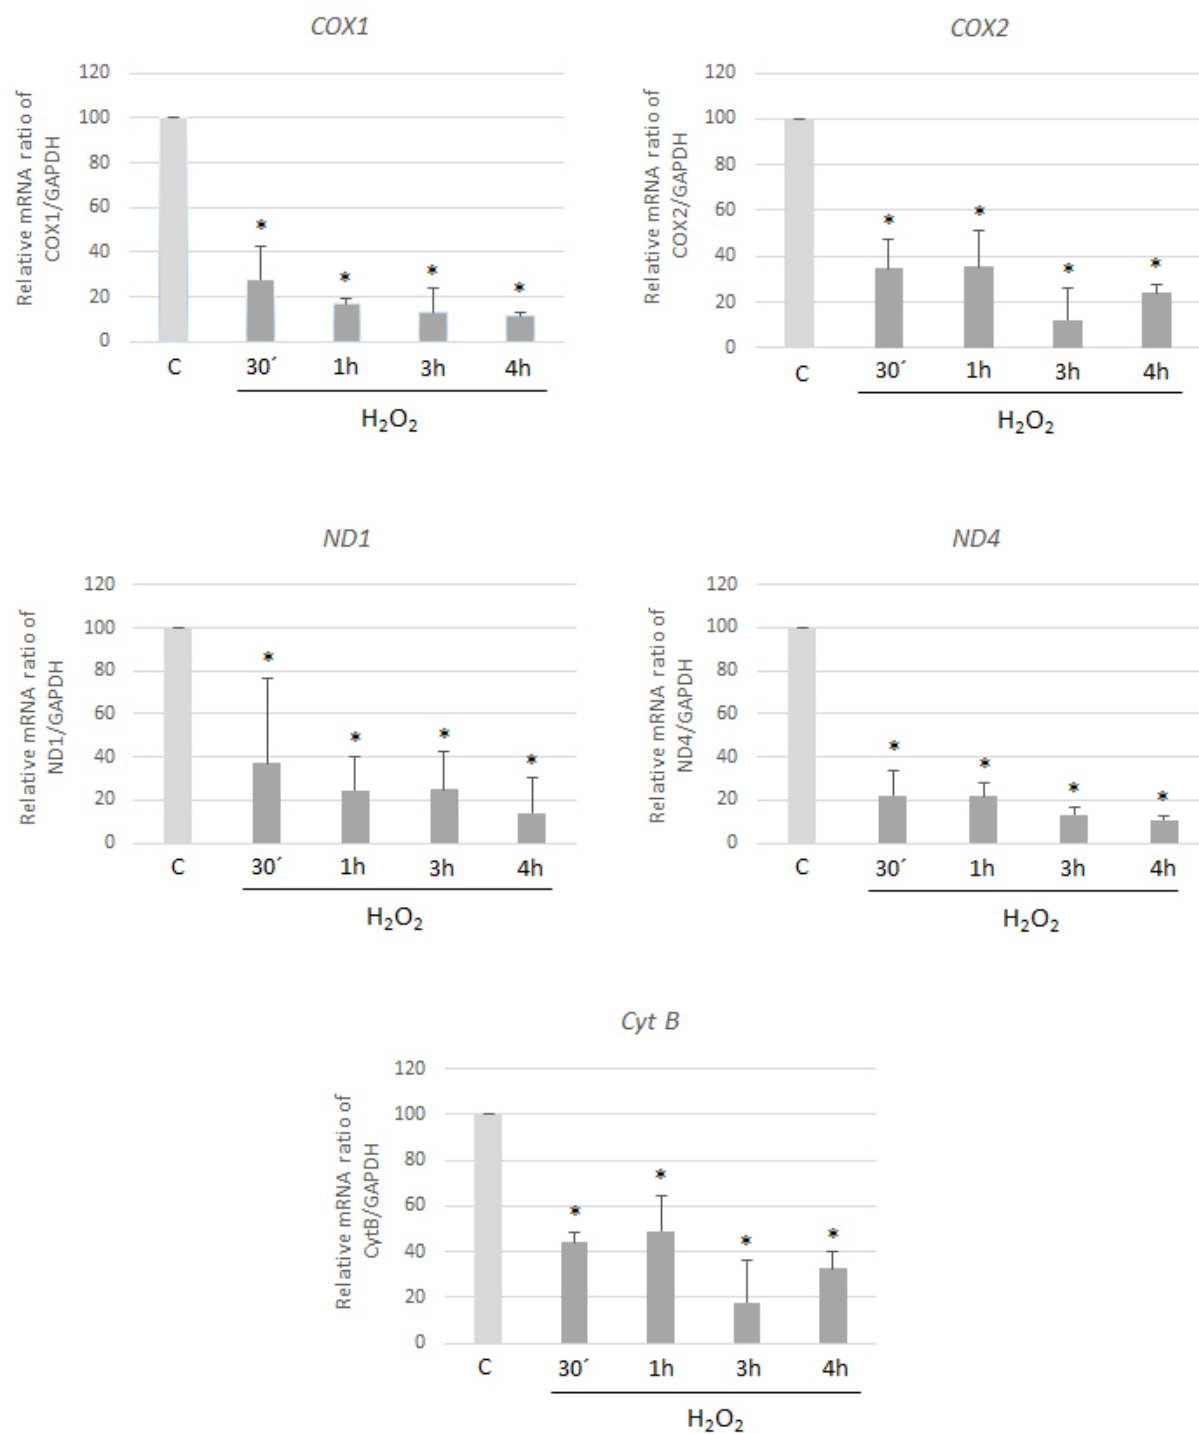 COX1
Relative mRNA ratio of
COX1/GAPDH
120
100
80
60
40
20
0
*
*
*
*
C 30´ 1h 3h 4h
H₂O₂
COX2
Relative mRNA ratio of
COX2/GAPDH
120
100
80
60
40
20
0
*
*
*
*
C 30´ 1h 3h 4h
H₂O₂
ND1
Relative mRNA ratio of
ND1/GAPDH
120
100
80
60
40
20
0
*
*
*
*
C 30´ 1h 3h 4h
H₂O₂
ND4
Relative mRNA ratio of
ND4/GAPDH
120
100
80
60
40
20
0
*
*
*
*
C 30´ 1h 3h 4h
H₂O₂
Cyt B
Relative mRNA ratio of
CytB/GAPDH
120
100
80
60
40
20
0
*
*
*
*
C 30´ 1h 3h 4h
H₂O₂